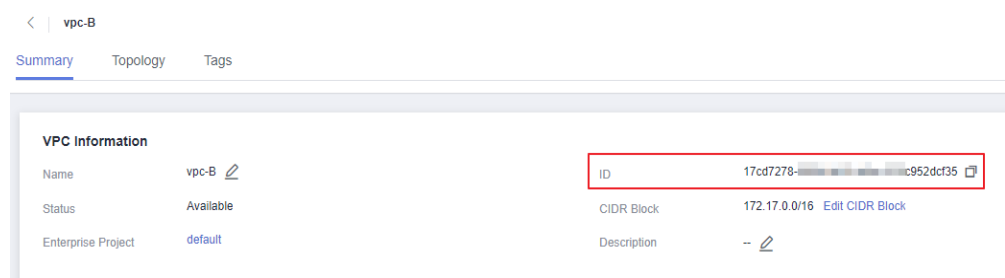 vpc-B
Summary Topology Tags
VPC Information
Name vpc-B
ID 17cd7278- c952dcf35
Status Available
CIDR Block 172.17.0.0/16 Edit CIDR Block
Enterprise Project default
Description --